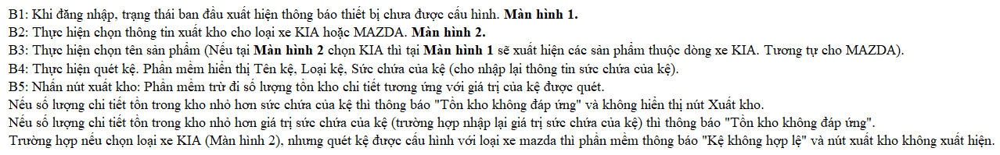 B1: Khi đăng nhập, trạng thái ban đầu xuất hiện thông báo thiết bị chưa được cấu hình. Màn hình 1.
B2: Thực hiện chọn thông tin xuất kho cho loại xe KIA hoặc MAZDA. Màn hình 2.
B3: Thực hiện chọn tên sản phẩm (Nếu tại Màn hình 2 chọn KIA thì tại Màn hình 1 sẽ xuất hiện các sản phẩm thuộc dòng xe KIA. Tương tự cho MAZDA).
B4: Thực hiện quét kệ. Phần mềm hiển thị Tên kệ, Loại kệ, Sức chứa của kệ (cho nhập lại thông tin sức chứa của kệ).
B5: Nhấn nút xuất kho: Phần mềm trừ đi số lượng tồn kho chi tiết tương ứng với giá trị của kệ được quét.
Nếu số lượng chi tiết tồn trong kho nhỏ hơn sức chứa của kệ thì thông báo "Tồn kho không đáp ứng" và không hiển thị nút Xuất kho.
Nếu số lượng chi tiết tồn trong kho nhỏ hơn giá trị sức chứa của kệ (trường hợp nhập lại giá trị sức chứa của kệ) thì thông báo "Tồn kho không đáp ứng".
Trường hợp nếu chọn loại xe KIA (Màn hình 2), nhưng quét kệ được cấu hình với loại xe mazda thì phần mềm thông báo "Kệ không hợp lệ" và nút xuất kho không xuất hiện.